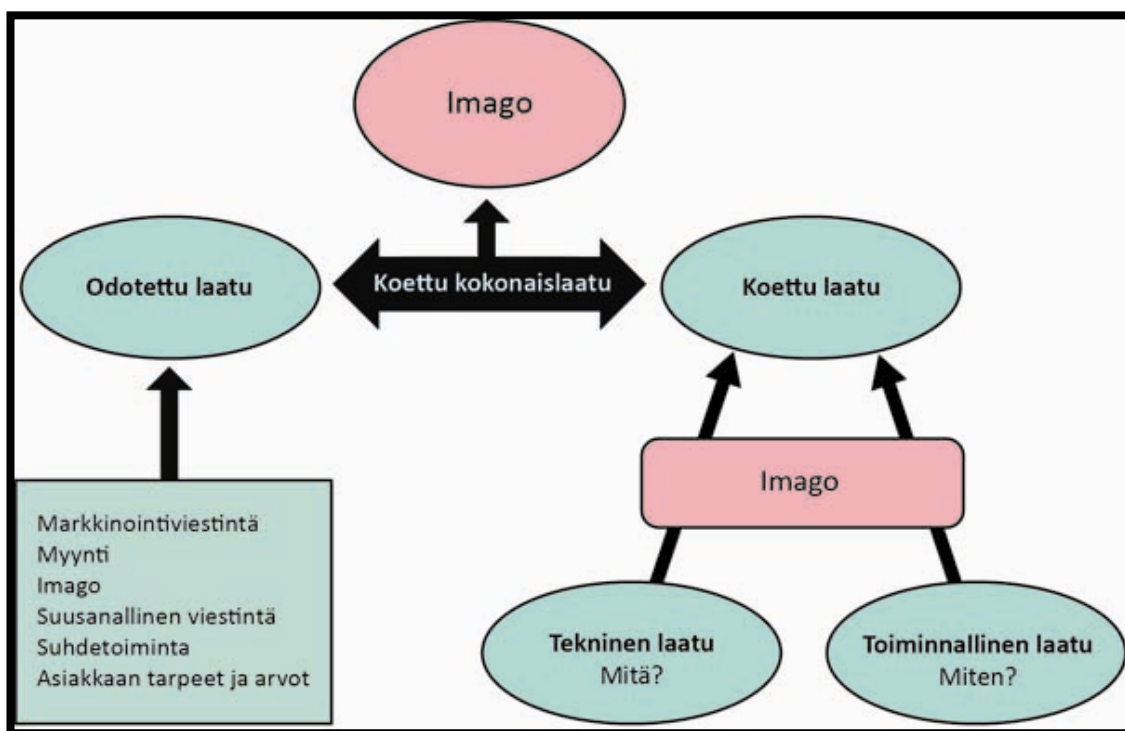 Imago
Odotettu laatu
Koettu kokonaislaatu
Koettu laatu
Markkinointiviestintä
Myynti
Imago
Suusanallinen viestintä
Suhdetoiminta
Asiakkaan tarpeet ja arvot
Imago
Tekninen laatu
Mitä?
Toiminnallinen laatu
Miten?